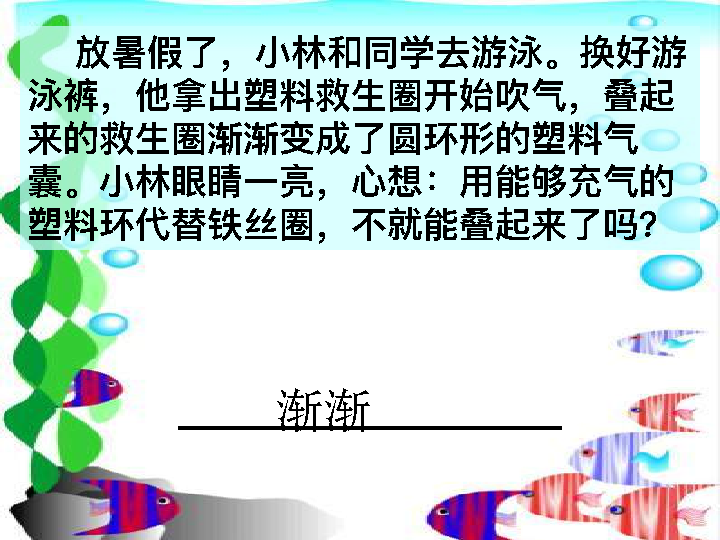 放暑假了，小林和同学去游泳。换好游
泳裤，他拿出塑料救生圈开始吹气，叠起
来的救生圈渐渐变成了圆环形的塑料气
囊。小林眼睛一亮，心想：用能够充气的
塑料环代替铁丝圈，不就能叠起来了吗？
渐渐